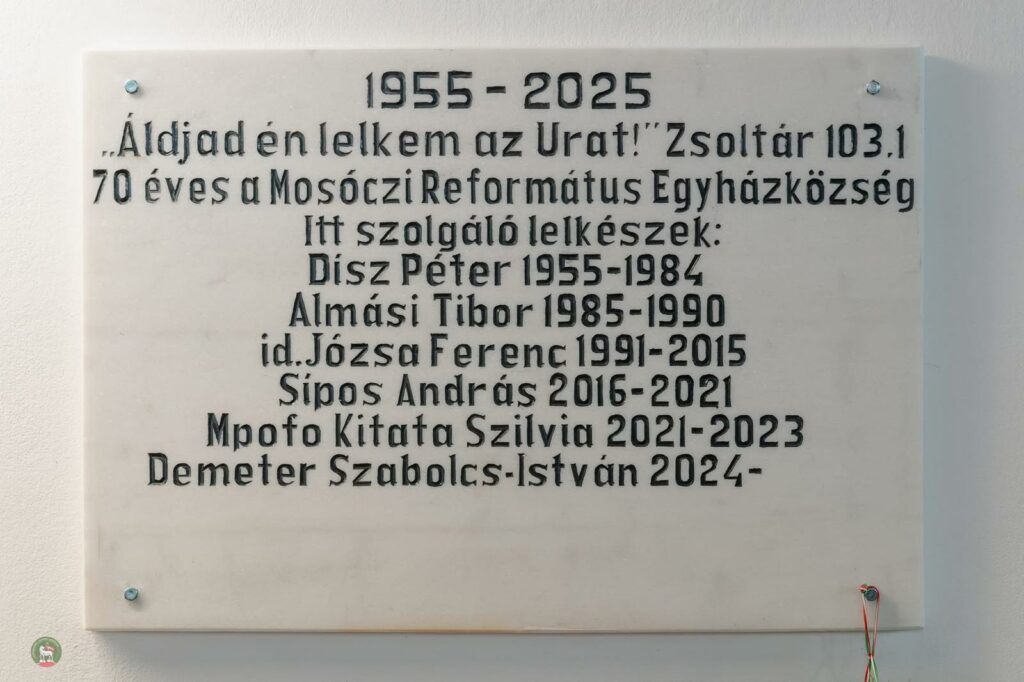 1955-2025
„Áldjad én lelkem az Urat!" Zsoltár 103.1
70 éves a Mosóczi Református Egyházközség
Itt szolgáló lelkészek:
Dísz Péter 1955-1984
Almási Tibor 1985-1990
id.Józsa Ferenc 1991-2015
Sípos András 2016-2021
Mpofo Kitata Szilvia 2021-2023
Demeter Szabolcs-István 2024-